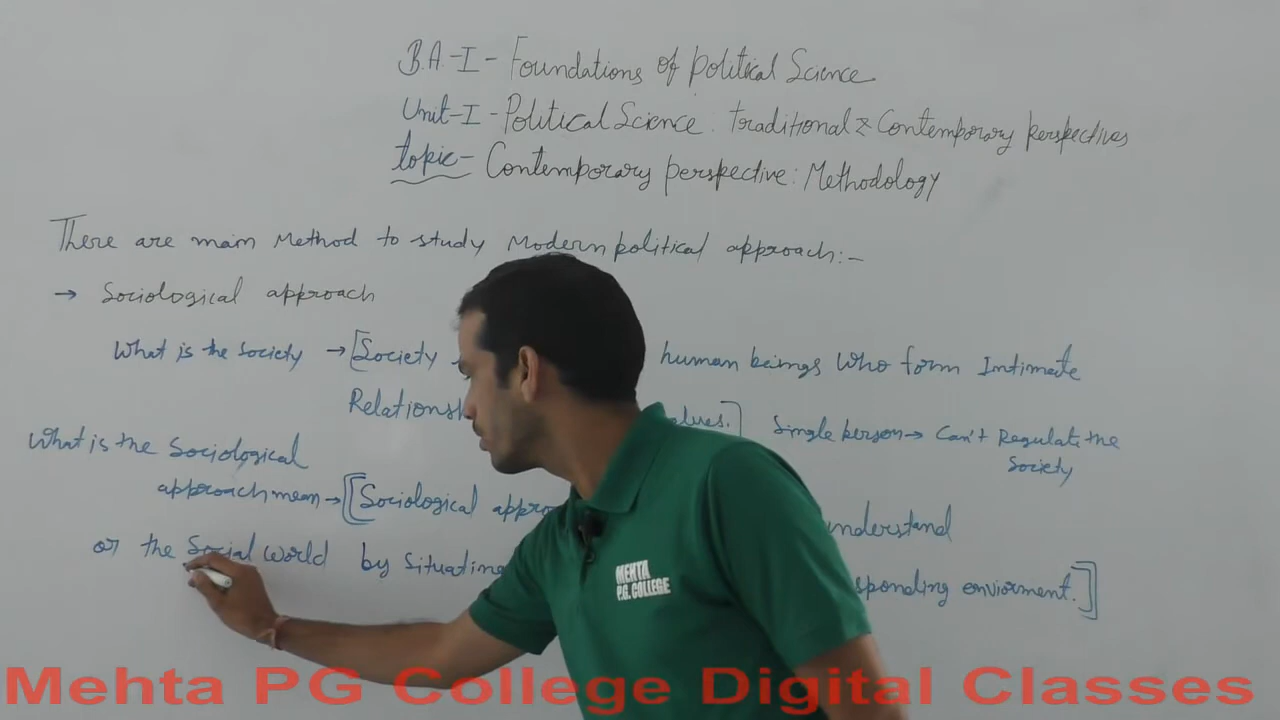 B.A.-I- Foundations of Political Science
Unit-I - Political Science. Traditional & Contemporary perspectives
topic- Contemporary perspective: Methodology
There are main Method to study Modern political approach:-
→ Sociological approach
What is the Society → [Society human beings Who form Intimate
Relationsh values.] Single person → Can't Regulate the
Society
What is the Sociological
approach mean → [Sociological appro understand
or the Social World by Situating sponding enviorment.]
MEHTA
P.G. COLLEGE
Mehta PG College Digital Classes